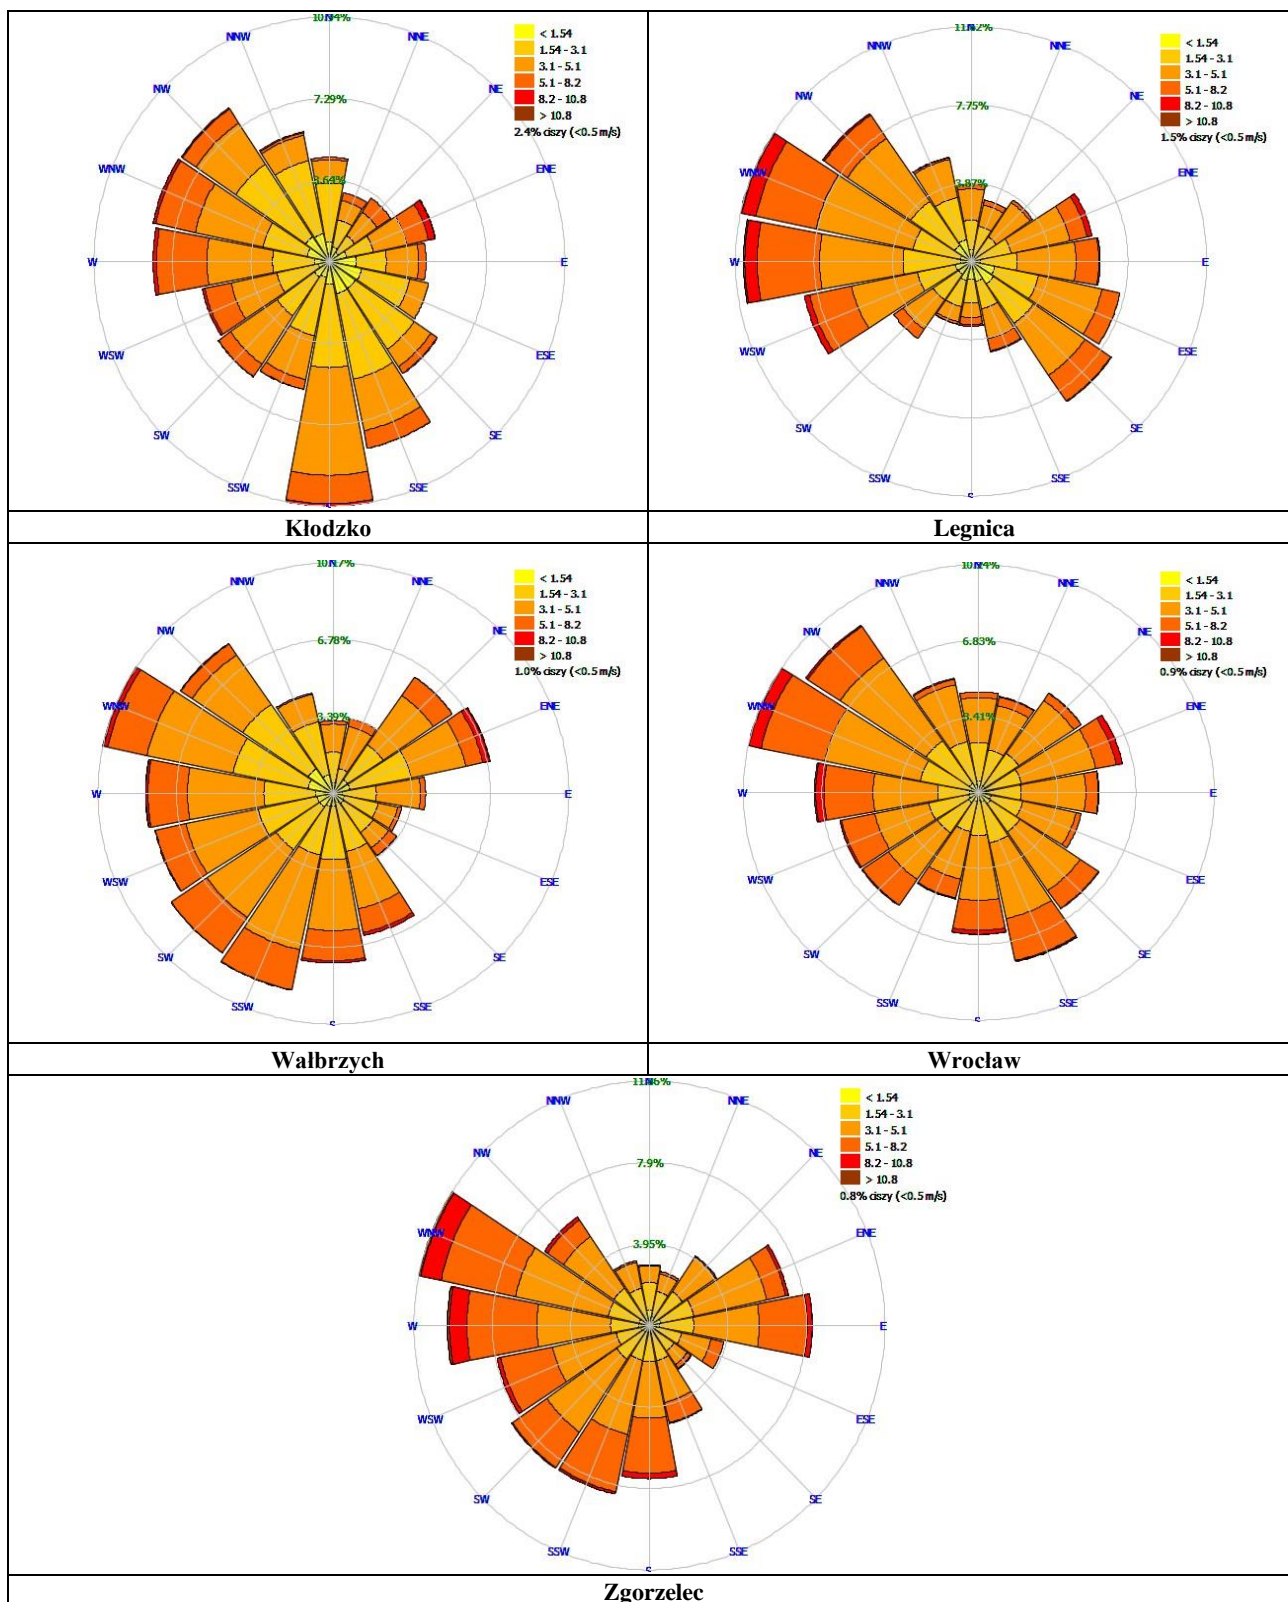 N
NNW
NNE
NW
NE
WNW
ENE
W
E
WSW
ESE
SW
SE
SSW
SSE
7.29%
3.64%
< 1.54
1.54 - 3.1
3.1 - 5.1
5.1 - 8.2
8.2 - 10.8
> 10.8
2.4% ciszy (<0.5 m/s)
Kłodzko
N
NNW
NNE
NW
NE
WNW
ENE
W
E
WSW
ESE
SW
SE
SSW
SSE
S
7.75%
3.87%
< 1.54
1.54 - 3.1
3.1 - 5.1
5.1 - 8.2
8.2 - 10.8
> 10.8
1.5% ciszy (<0.5 m/s)
Legnica
N
NNW
NNE
NW
NE
WNW
ENE
W
E
WSW
ESE
SW
SE
SSW
SSE
S
6.78%
3.39%
< 1.54
1.54 - 3.1
3.1 - 5.1
5.1 - 8.2
8.2 - 10.8
> 10.8
1.0% ciszy (<0.5 m/s)
Wałbrzych
N
NNW
NNE
NW
NE
WNW
ENE
W
E
WSW
ESE
SW
SE
SSW
SSE
S
6.83%
3.41%
< 1.54
1.54 - 3.1
3.1 - 5.1
5.1 - 8.2
8.2 - 10.8
> 10.8
0.9% ciszy (<0.5 m/s)
Wrocław
N
NNW
NNE
NW
NE
WNW
ENE
W
E
WSW
ESE
SW
SE
SSW
SSE
S
7.9%
3.95%
< 1.54
1.54 - 3.1
3.1 - 5.1
5.1 - 8.2
8.2 - 10.8
> 10.8
0.8% ciszy (<0.5 m/s)
Zgorzelec